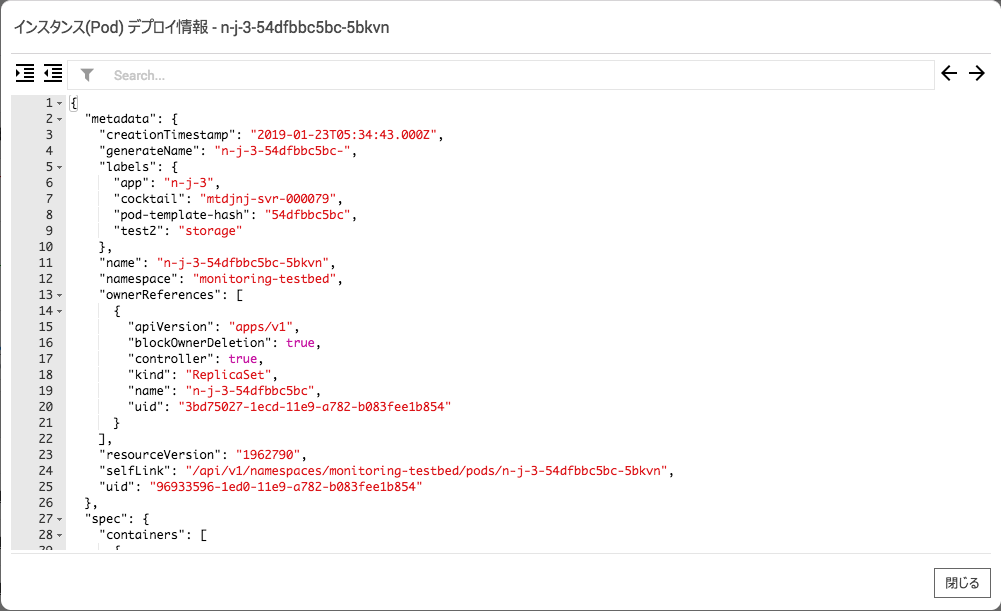 インスタンス(Pod) デプロイ情報 - n-j-3-54dfbbc5bc-5bkvn
Search...
1 {
2 "metadata": {
3 "creationTimestamp": "2019-01-23T05:34:43.000Z",
4 "generateName": "n-j-3-54dfbbc5bc-",
5 "labels": {
6 "app": "n-j-3",
7 "cocktail": "mtdjnj-svr-000079",
8 "pod-template-hash": "54dfbbc5bc",
9 "test2": "storage"
10 },
11 "name": "n-j-3-54dfbbc5bc-5bkvn",
12 "namespace": "monitoring-testbed",
13 "ownerReferences": [
14 {
15 "apiVersion": "apps/v1",
16 "blockOwnerDeletion": true,
17 "controller": true,
18 "kind": "ReplicaSet",
19 "name": "n-j-3-54dfbbc5bc",
20 "uid": "3bd75027-1ecd-11e9-a782-b083fee1b854"
21 }
22 ],
23 "resourceVersion": "1962790",
24 "selfLink": "/api/v1/namespaces/monitoring-testbed/pods/n-j-3-54dfbbc5bc-5bkvn",
25 "uid": "96933596-1ed0-11e9-a782-b083fee1b854"
26 },
27 "spec": {
28 "containers": [
29 {
閉じる